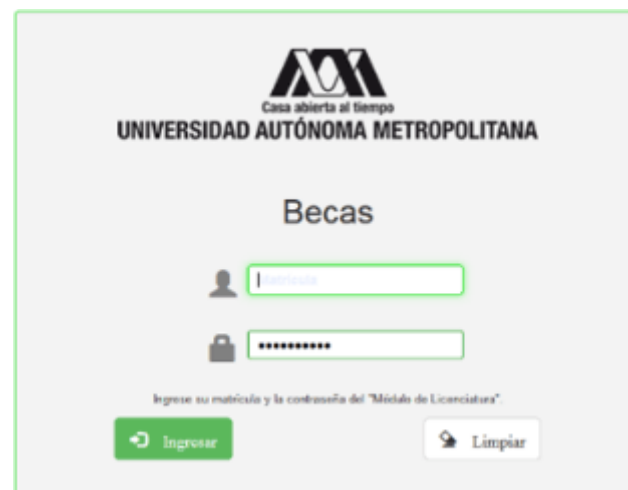 Casa abierta al tiempo
UNIVERSIDAD AUTÓNOMA METROPOLITANA
Becas
Matrícula
••••••••••
Ingrese su matrícula y la contraseña del "Módulo de Licenciatura".
Ingresar
Limpiar